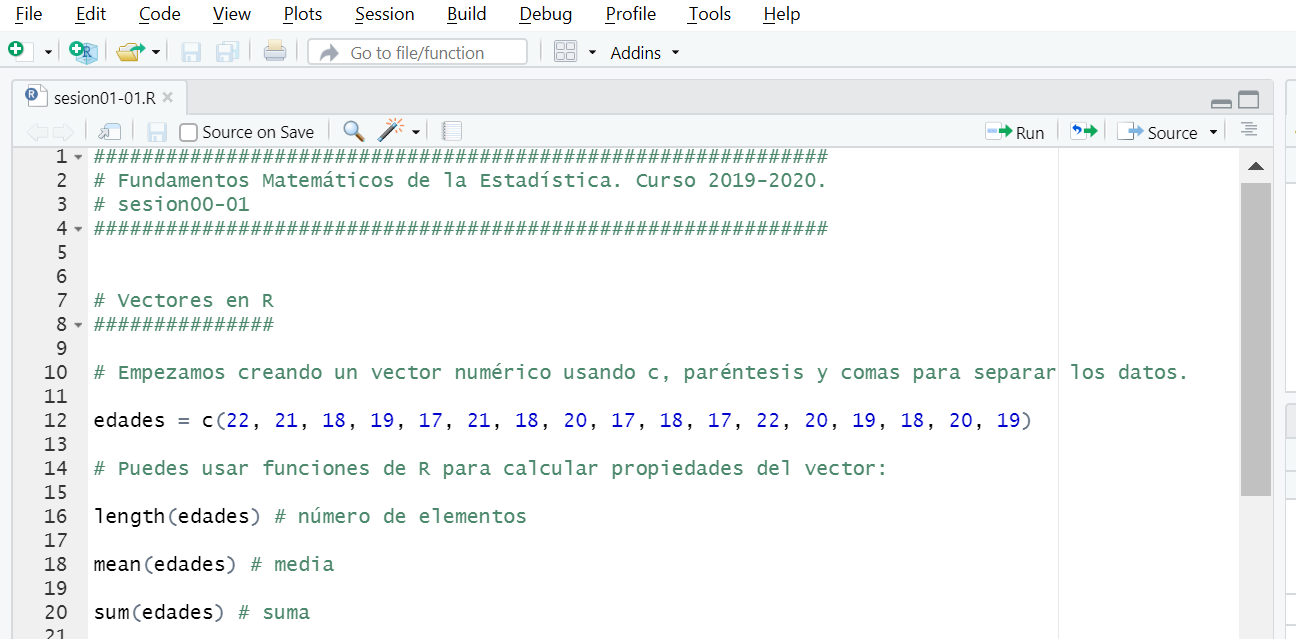 File Edit Code View Plots Session Build Debug Profile Tools Help
Go to file/function Addins
sesion01-01.R
Source on Save Run Source
1 #############################################################
2 # Fundamentos Matemáticos de la Estadística. Curso 2019-2020.
3 # sesion00-01
4 #############################################################
5
6
7 # Vectores en R
8 ###############
9
10 # Empezamos creando un vector numérico usando c, paréntesis y comas para separar los datos.
11
12 edades = c(22, 21, 18, 19, 17, 21, 18, 20, 17, 18, 17, 22, 20, 19, 18, 20, 19)
13
14 # Puedes usar funciones de R para calcular propiedades del vector:
15
16 length(edades) # número de elementos
17
18 mean(edades) # media
19
20 sum(edades) # suma
21